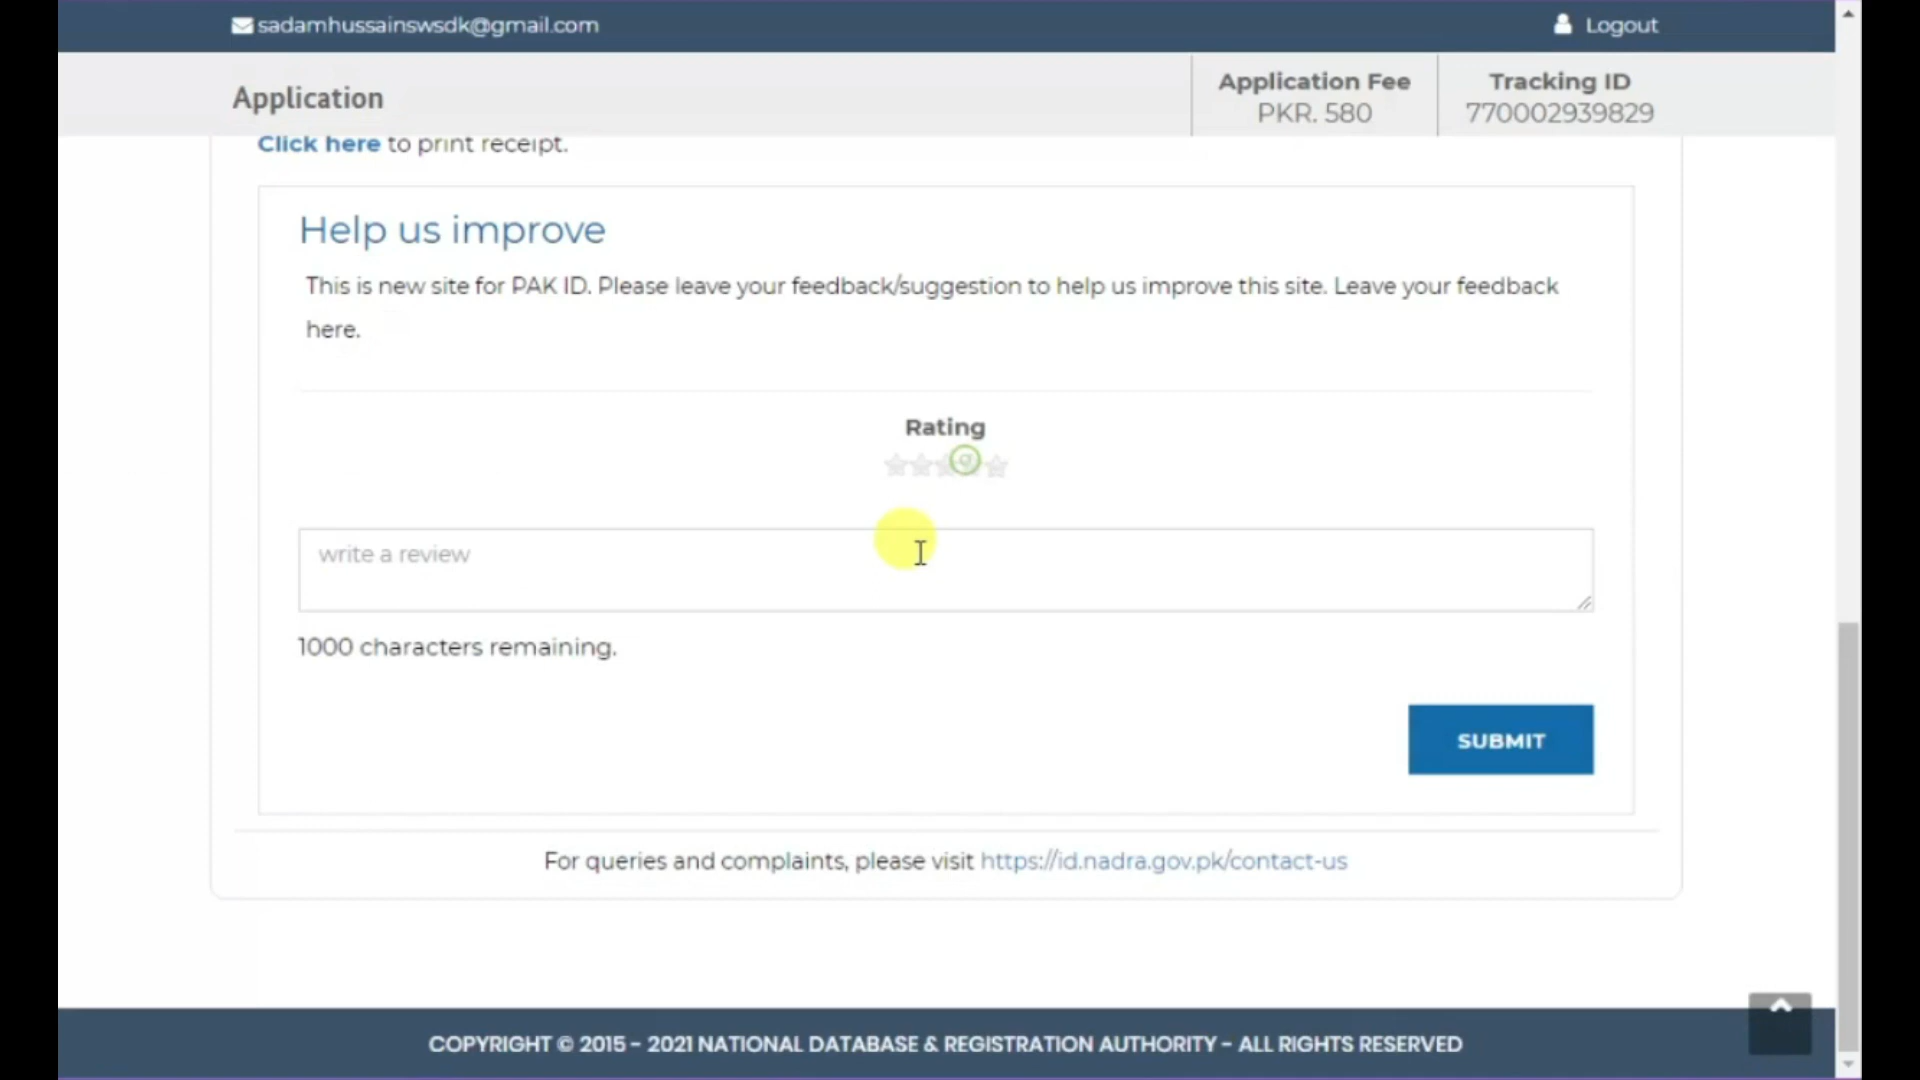 sadamhussainswsdk@gmail.com
Logout
Application
Application Fee
PKR. 580
Tracking ID
770002939829
Click here to print receipt.
Help us improve
This is new site for PAK ID. Please leave your feedback/suggestion to help us improve this site. Leave your feedback
here.
Rating
write a review
1000 characters remaining.
SUBMIT
For queries and complaints, please visit https://id.nadra.gov.pk/contact-us
COPYRIGHT © 2015 - 2021 NATIONAL DATABASE & REGISTRATION AUTHORITY - ALL RIGHTS RESERVED